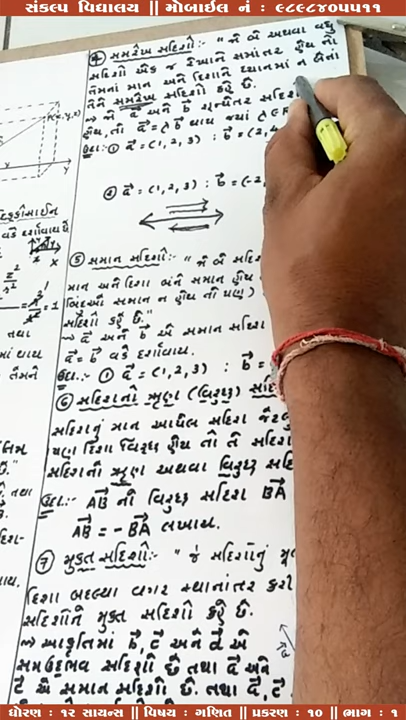 સંકલ્પ વિદ્યાલય || મોબાઈલ નં : ૯૮૯૮૪૦૫૫૧૧
④ સમરેખ સદિશો:- "જો બે અથવા વધુ
સદિશો એક જ રેખાને સમાંતર હોય તો
તેમનાં માન અને દિશાને ધ્યાનમાં ન લેતાં
તેને સમરેખ સદિશો કહે છે.
→ જો a અને b શૂન્યેતર સદિશ
હોય, તો a = λb થાય જ્યાં λ∈R
ઉદા:- ① a = (1, 2, 3) : b = (2, 4
② a = (1, 2, 3) : b = (-2,
⑤ સમાન સદિશો:- "જો બે સદિશ
માન અને દિશા બંને સમાન હોય
બિંદુઓ સમાન ન હોય તો પણ)
સદિશો કહે છે."
→ a અને b એ સમાન સદિશ
a = b વડે દર્શાવાય.
ઉદા:- ① a = (1, 2, 3) : b =
⑥ સદિશનો ઋણ (વિરુદ્ધ) સદિ
સદિશનું માન આપેલ સદિશ જેટલું
પણ દિશા વિરુદ્ધ હોય તો તે સદિશ
સદિશનો ઋણ અથવા વિરુદ્ધ સદિ
ઉદા:- AB નો વિરુદ્ધ સદિશ BA
AB = -BA લખાય.
⑦ મુક્ત સદિશો:- "જે સદિશોનું મૂ
દિશા બદલ્યા વગર સ્થાનાંતર કરી
સદિશોને મુક્ત સદિશો કહે છે.
→ આકૃતિમાં b, c અને d એ
સમઉદ્ભવ સદિશો છે તથા a અને
c એ સમાન સદિશો છે. તથા a, c
ધોરણ : ૧૨ સાયન્સ || વિષય : ગણિત || પ્રકરણ : ૧૦ || ભાગ : ૧